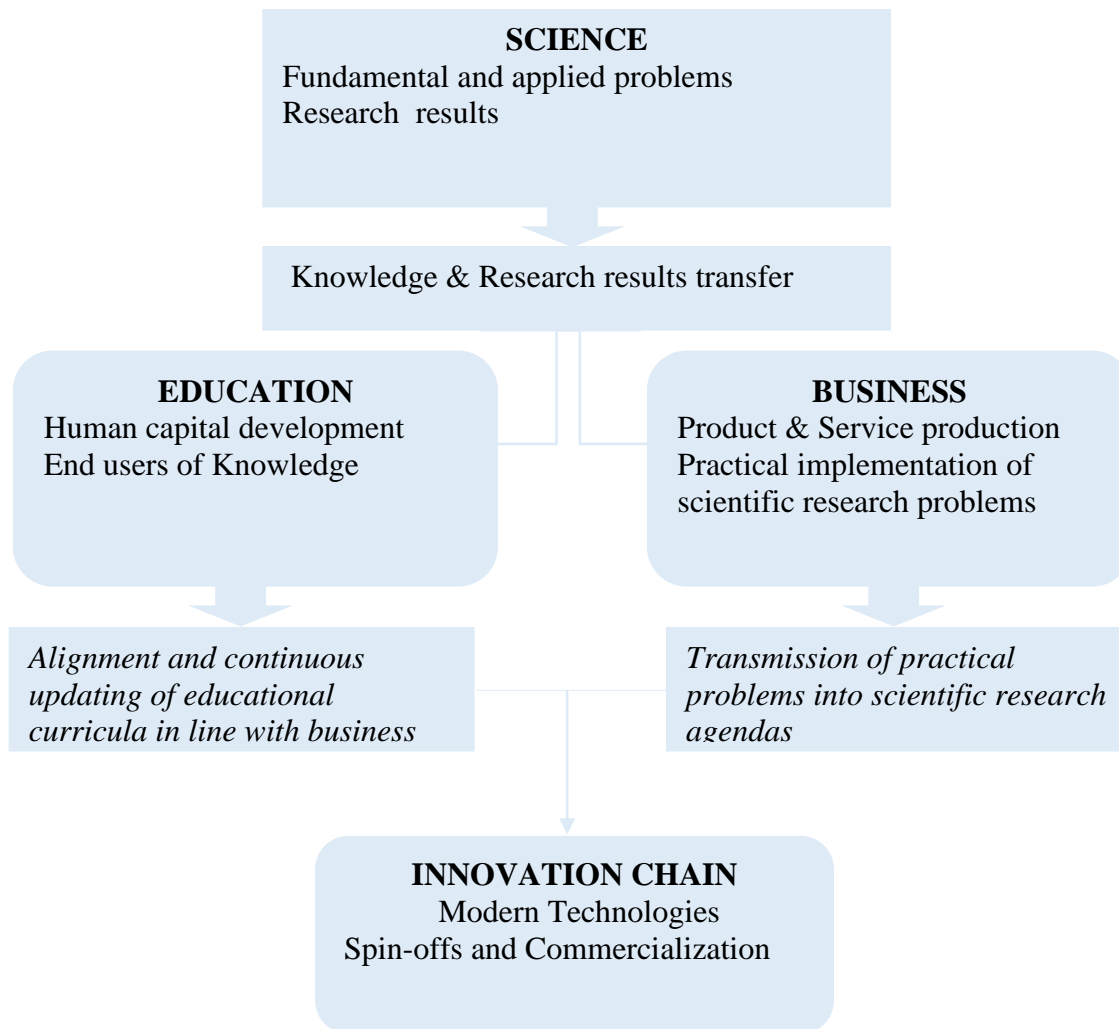 SCIENCE
Fundamental and applied problems
Research results
Knowledge & Research results transfer
EDUCATION
Human capital development
End users of Knowledge
BUSINESS
Product & Service production
Practical implementation of
scientific research problems
Alignment and continuous
updating of educational
curricula in line with business
Transmission of practical
problems into scientific research
agendas
INNOVATION CHAIN
Modern Technologies
Spin-offs and Commercialization